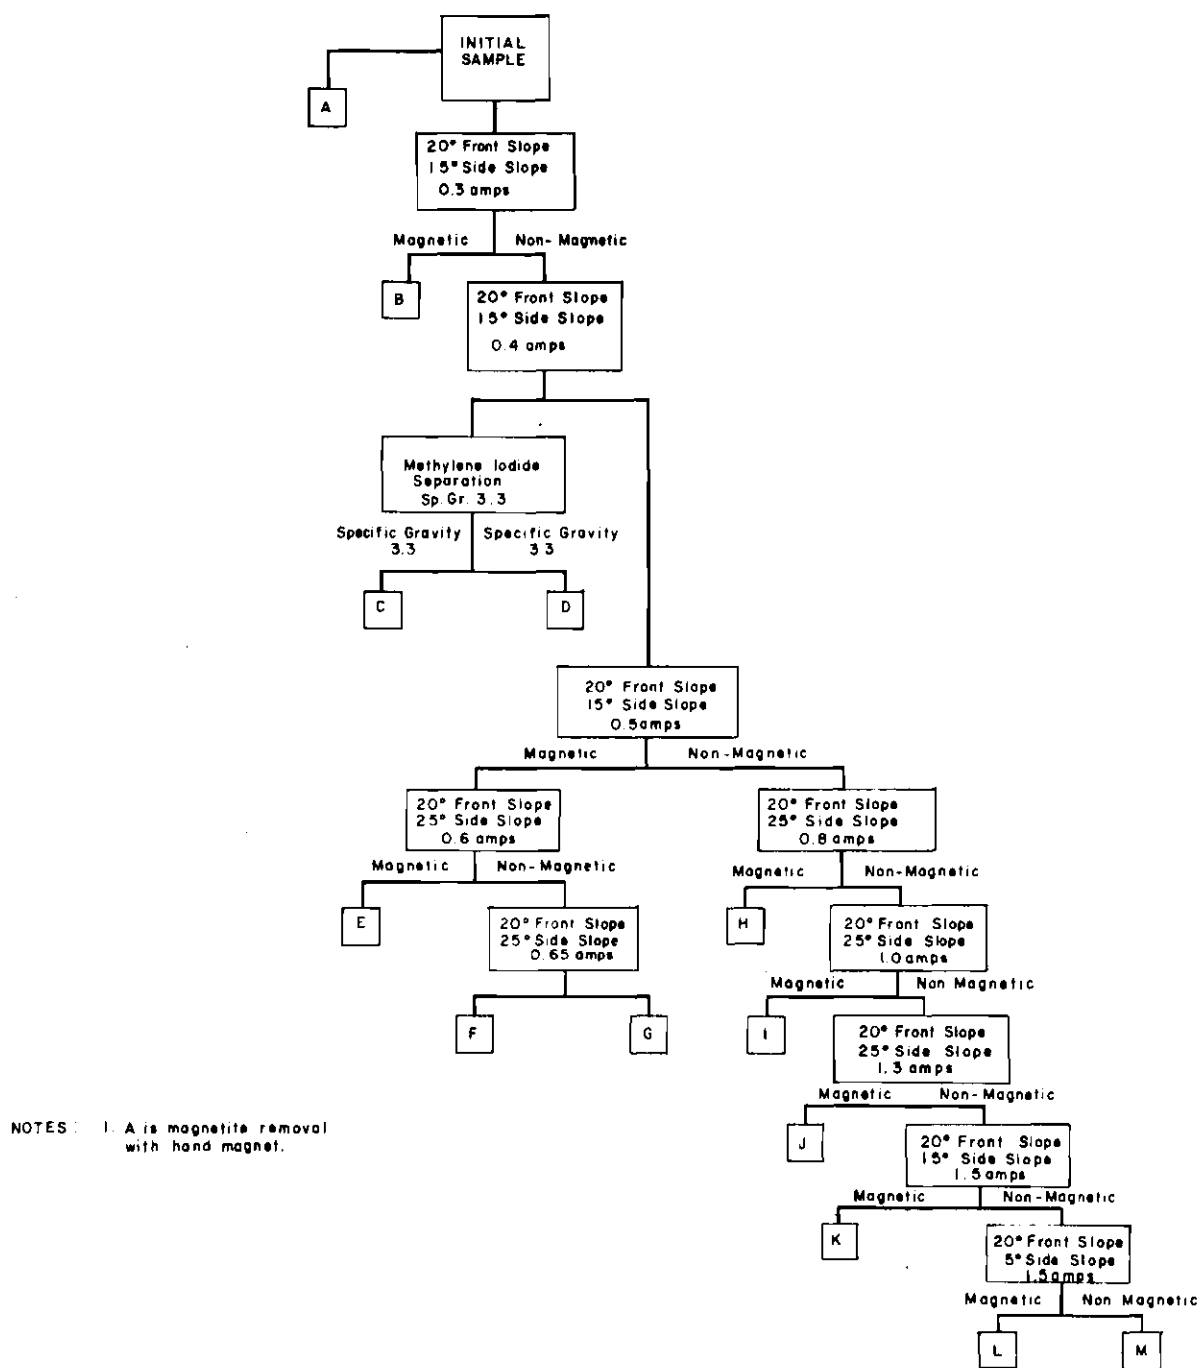 INITIAL
SAMPLE
A
20° Front Slope
15° Side Slope
0.3 amps
Magnetic Non-Magnetic
B
20° Front Slope
15° Side Slope
0.4 amps
Methylene Iodide
Separation
Sp. Gr. 3.3
Specific Gravity Specific Gravity
3.3 3.3
C D
20° Front Slope
15° Side Slope
0.5 amps
Magnetic Non-Magnetic
20° Front Slope
25° Side Slope
0.6 amps
20° Front Slope
25° Side Slope
0.8 amps
Magnetic Non-Magnetic
Magnetic Non-Magnetic
E
20° Front Slope
25° Side Slope
0.65 amps
H
20° Front Slope
25° Side Slope
1.0 amps
Magnetic Non Magnetic
F G I
20° Front Slope
25° Side Slope
1.3 amps
Magnetic Non-Magnetic
NOTES: 1. A is magnetite removal
with hand magnet.
J
20° Front Slope
15° Side Slope
1.5 amps
Magnetic Non-Magnetic
K
20° Front Slope
5° Side Slope
1.5 amps
Magnetic Non Magnetic
L M